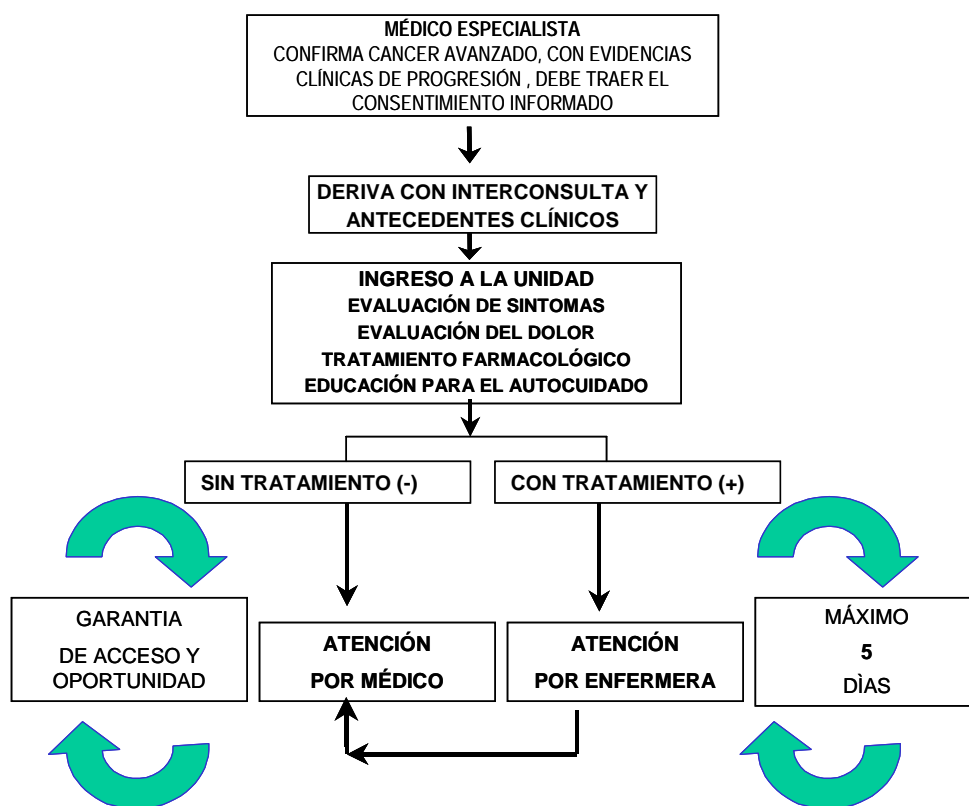 MÉDICO ESPECIALISTA
CONFIRMA CANCER AVANZADO, CON EVIDENCIAS
CLÍNICAS DE PROGRESIÓN , DEBE TRAER EL
CONSENTIMIENTO INFORMADO
DERIVA CON INTERCONSULTA Y
ANTECEDENTES CLÍNICOS
INGRESO A LA UNIDAD
EVALUACIÓN DE SINTOMAS
EVALUACIÓN DEL DOLOR
TRATAMIENTO FARMACOLÓGICO
EDUCACIÓN PARA EL AUTOCUIDADO
SIN TRATAMIENTO (-)
CON TRATAMIENTO (+)
GARANTIA
DE ACCESO Y
OPORTUNIDAD
ATENCIÓN
POR MÉDICO
ATENCIÓN
POR ENFERMERA
MÁXIMO
5
DÌAS